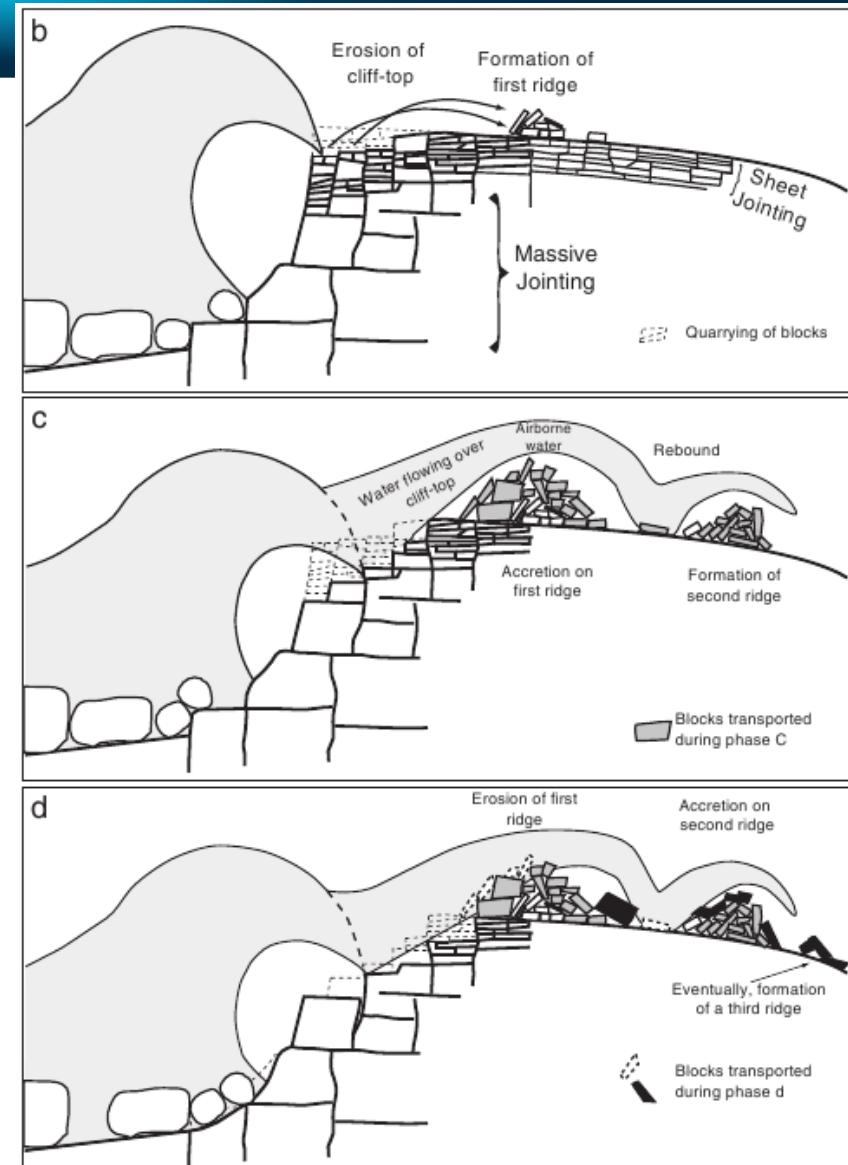 b
Erosion of
cliff-top
Formation of
first ridge
Sheet
Jointing
Massive
Jointing
Quarrying of blocks
c
Water flowing over
cliff-top
Airborne
water
Rebound
Accretion on
first ridge
Formation of
second ridge
Blocks transported
during phase C
d
Erosion of first
ridge
Accretion on
second ridge
Eventually, formation
of a third ridge
Blocks transported
during phase d